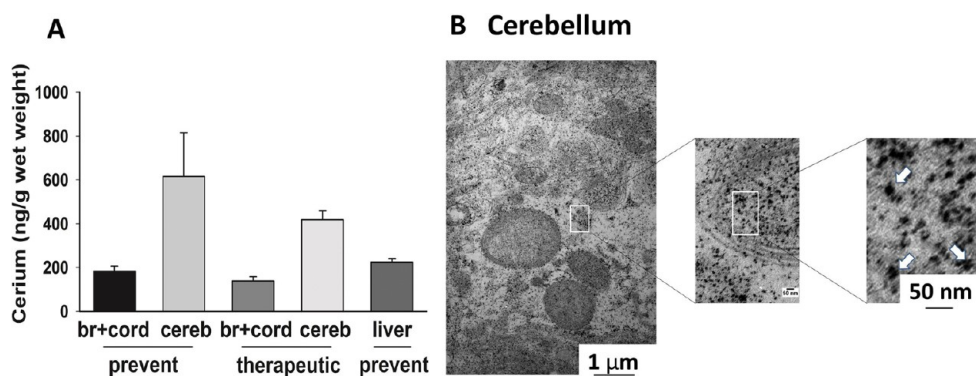 A
Cerium (ng/g wet weight)
1000
800
600
400
200
0
br+cord cereb br+cord cereb liver
prevent therapeutic prevent
B Cerebellum
1 µm
50 nm
50 nm